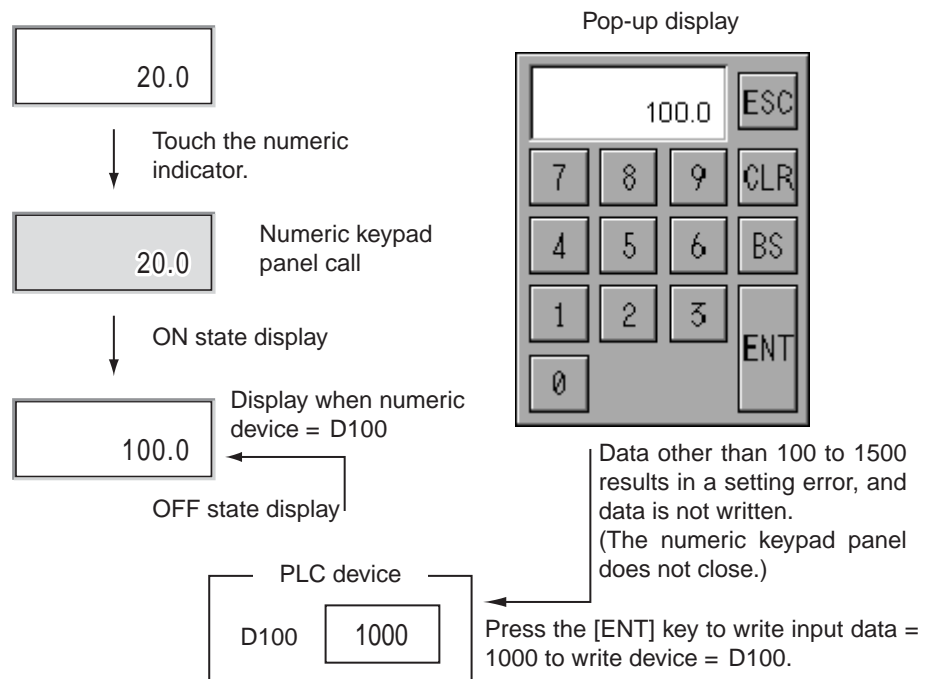 Pop-up display
20.0
Touch the numeric
indicator.
20.0
Numeric keypad
panel call
ON state display
100.0
Display when numeric
device = D100
OFF state display
100.0
ESC
7
8
9
CLR
4
5
6
BS
1
2
3
ENT
0
Data other than 100 to 1500
results in a setting error, and
data is not written.
(The numeric keypad panel
does not close.)
PLC device
D100
1000
Press the [ENT] key to write input data =
1000 to write device = D100.